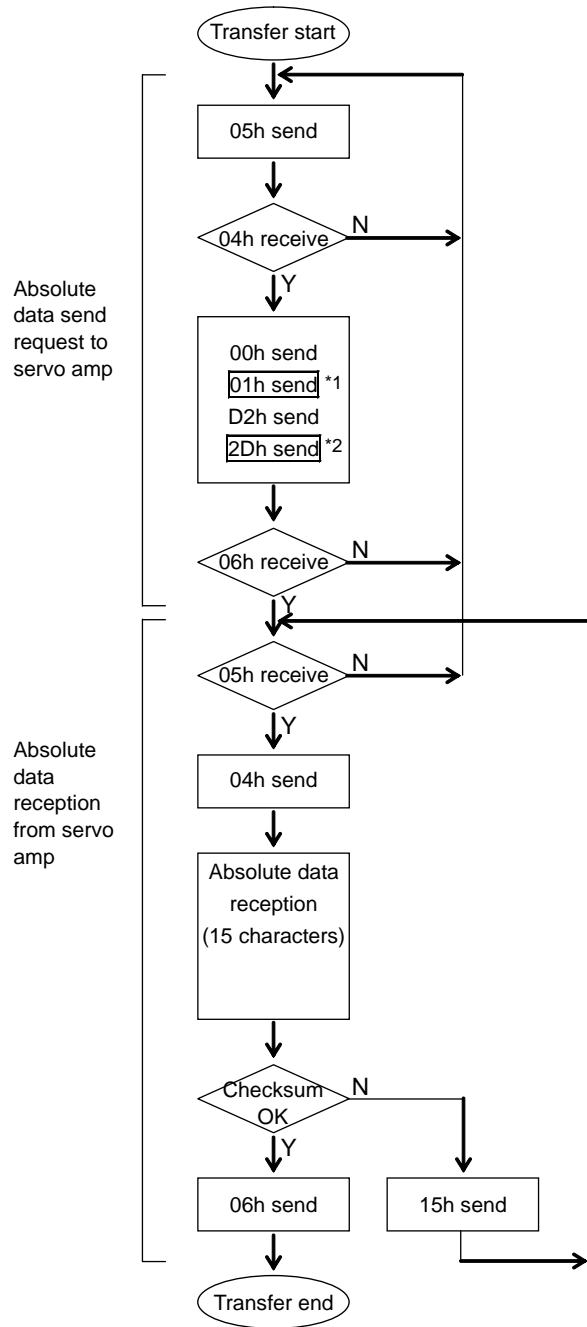 Transfer start
05h send
04h receive
N
Y
Absolute
data send
request to
servo amp
00h send
01h send *1
D2h send
2Dh send *2
06h receive
N
Y
05h receive
N
Y
Absolute
data
reception
from servo
amp
04h send
Absolute data
reception
(15 characters)
Checksum
OK
N
Y
06h send
15h send
Transfer end